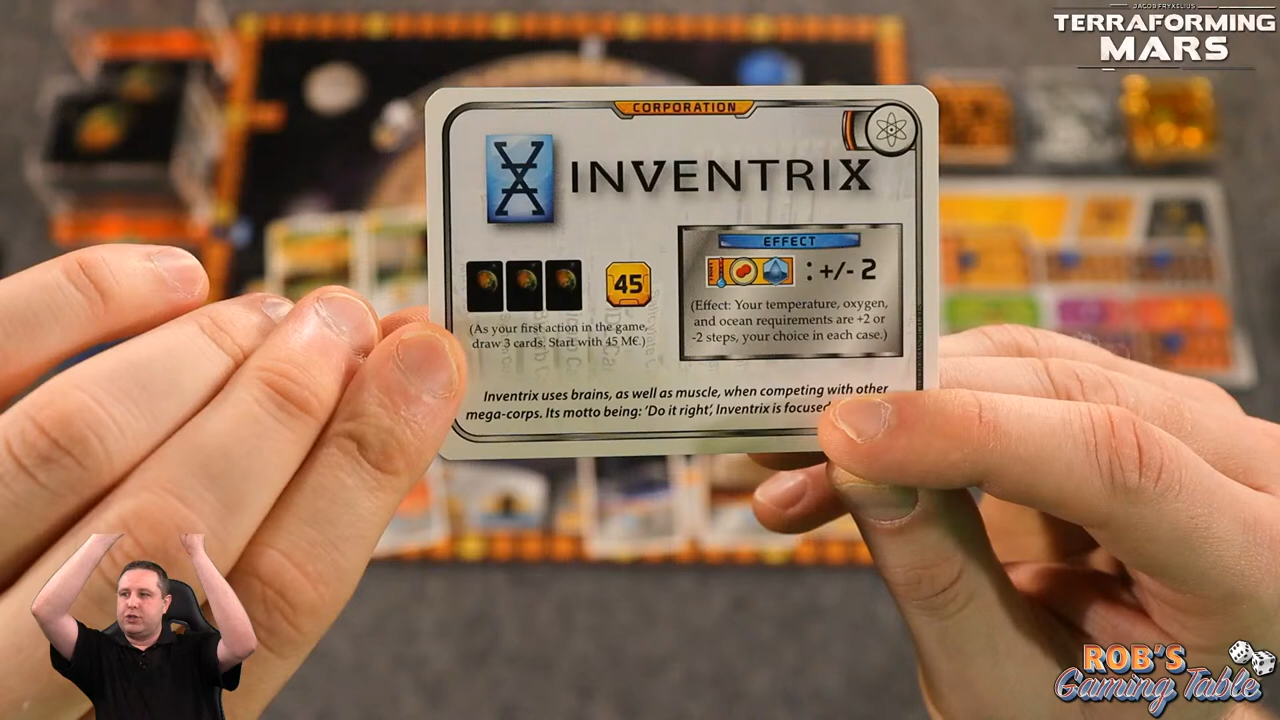 JACOB FRYXELIUS
TERRAFORMING
MARS
CORPORATION
INVENTRIX
EFFECT
: +/- 2
45
(Effect: Your temperature, oxygen,
and ocean requirements are +2 or
-2 steps, your choice in each case.)
(As your first action in the game,
draw 3 cards. Start with 45 M€.)
Inventrix uses brains, as well as muscle, when competing with other
mega-corps. Its motto being: 'Do it right', Inventrix is focused
ROB'S
Gaming Table